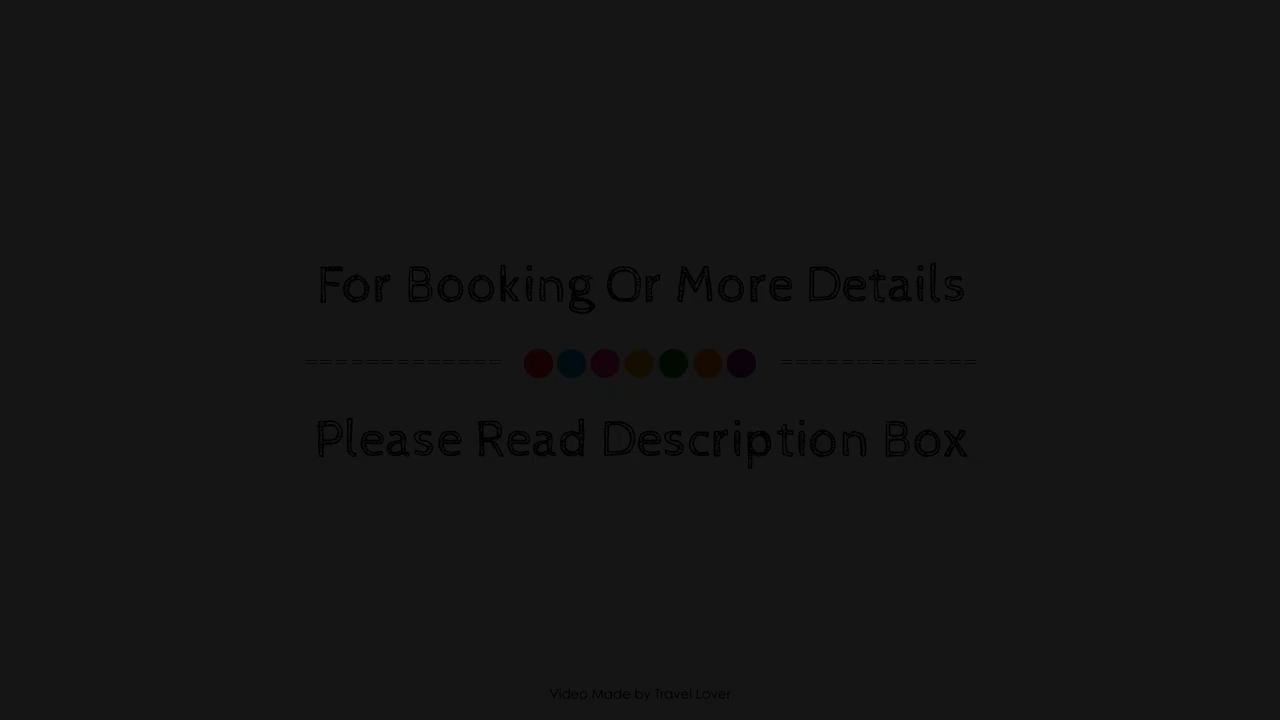 For Booking Or More Details
============= =============
Please Read Description Box
Video Made by Travel Lover